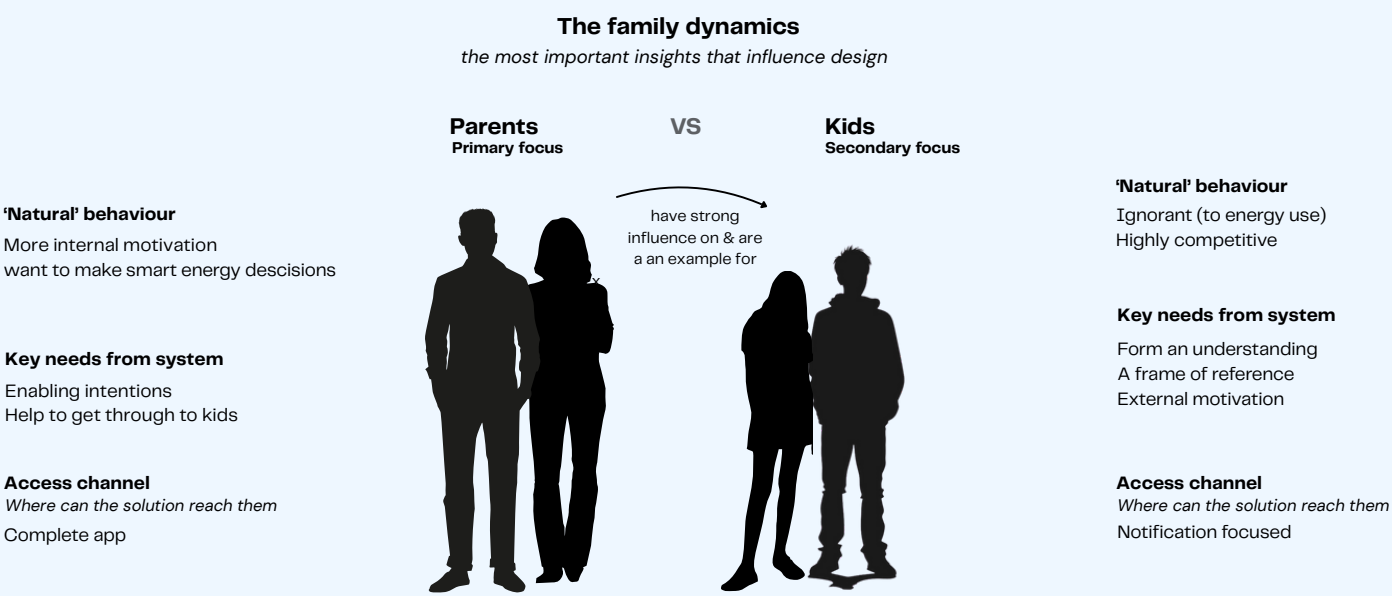 The family dynamics
the most important insights that influence design
Parents
Primary focus
VS
Kids
Secondary focus
have strong
influence on & are
a an example for
‘Natural’ behaviour
More internal motivation
want to make smart energy descisions
Key needs from system
Enabling intentions
Help to get through to kids
Access channel
Where can the solution reach them
Complete app
‘Natural’ behaviour
Ignorant (to energy use)
Highly competitive
Key needs from system
Form an understanding
A frame of reference
External motivation
Access channel
Where can the solution reach them
Notification focused